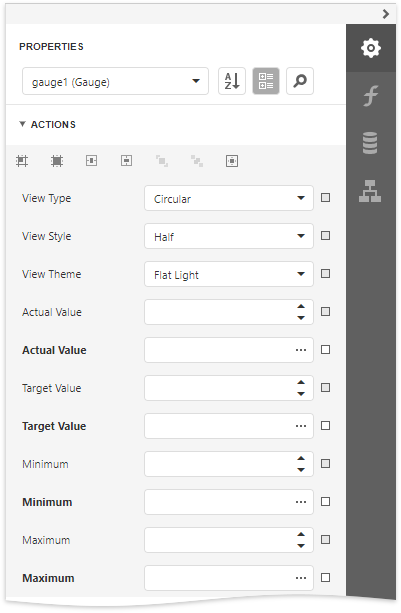 PROPERTIES
gauge1 (Gauge)
A Z
ACTIONS
View Type Circular
View Style Half
View Theme Flat Light
Actual Value
Actual Value ...
Target Value
Target Value ...
Minimum
Minimum ...
Maximum
Maximum ...